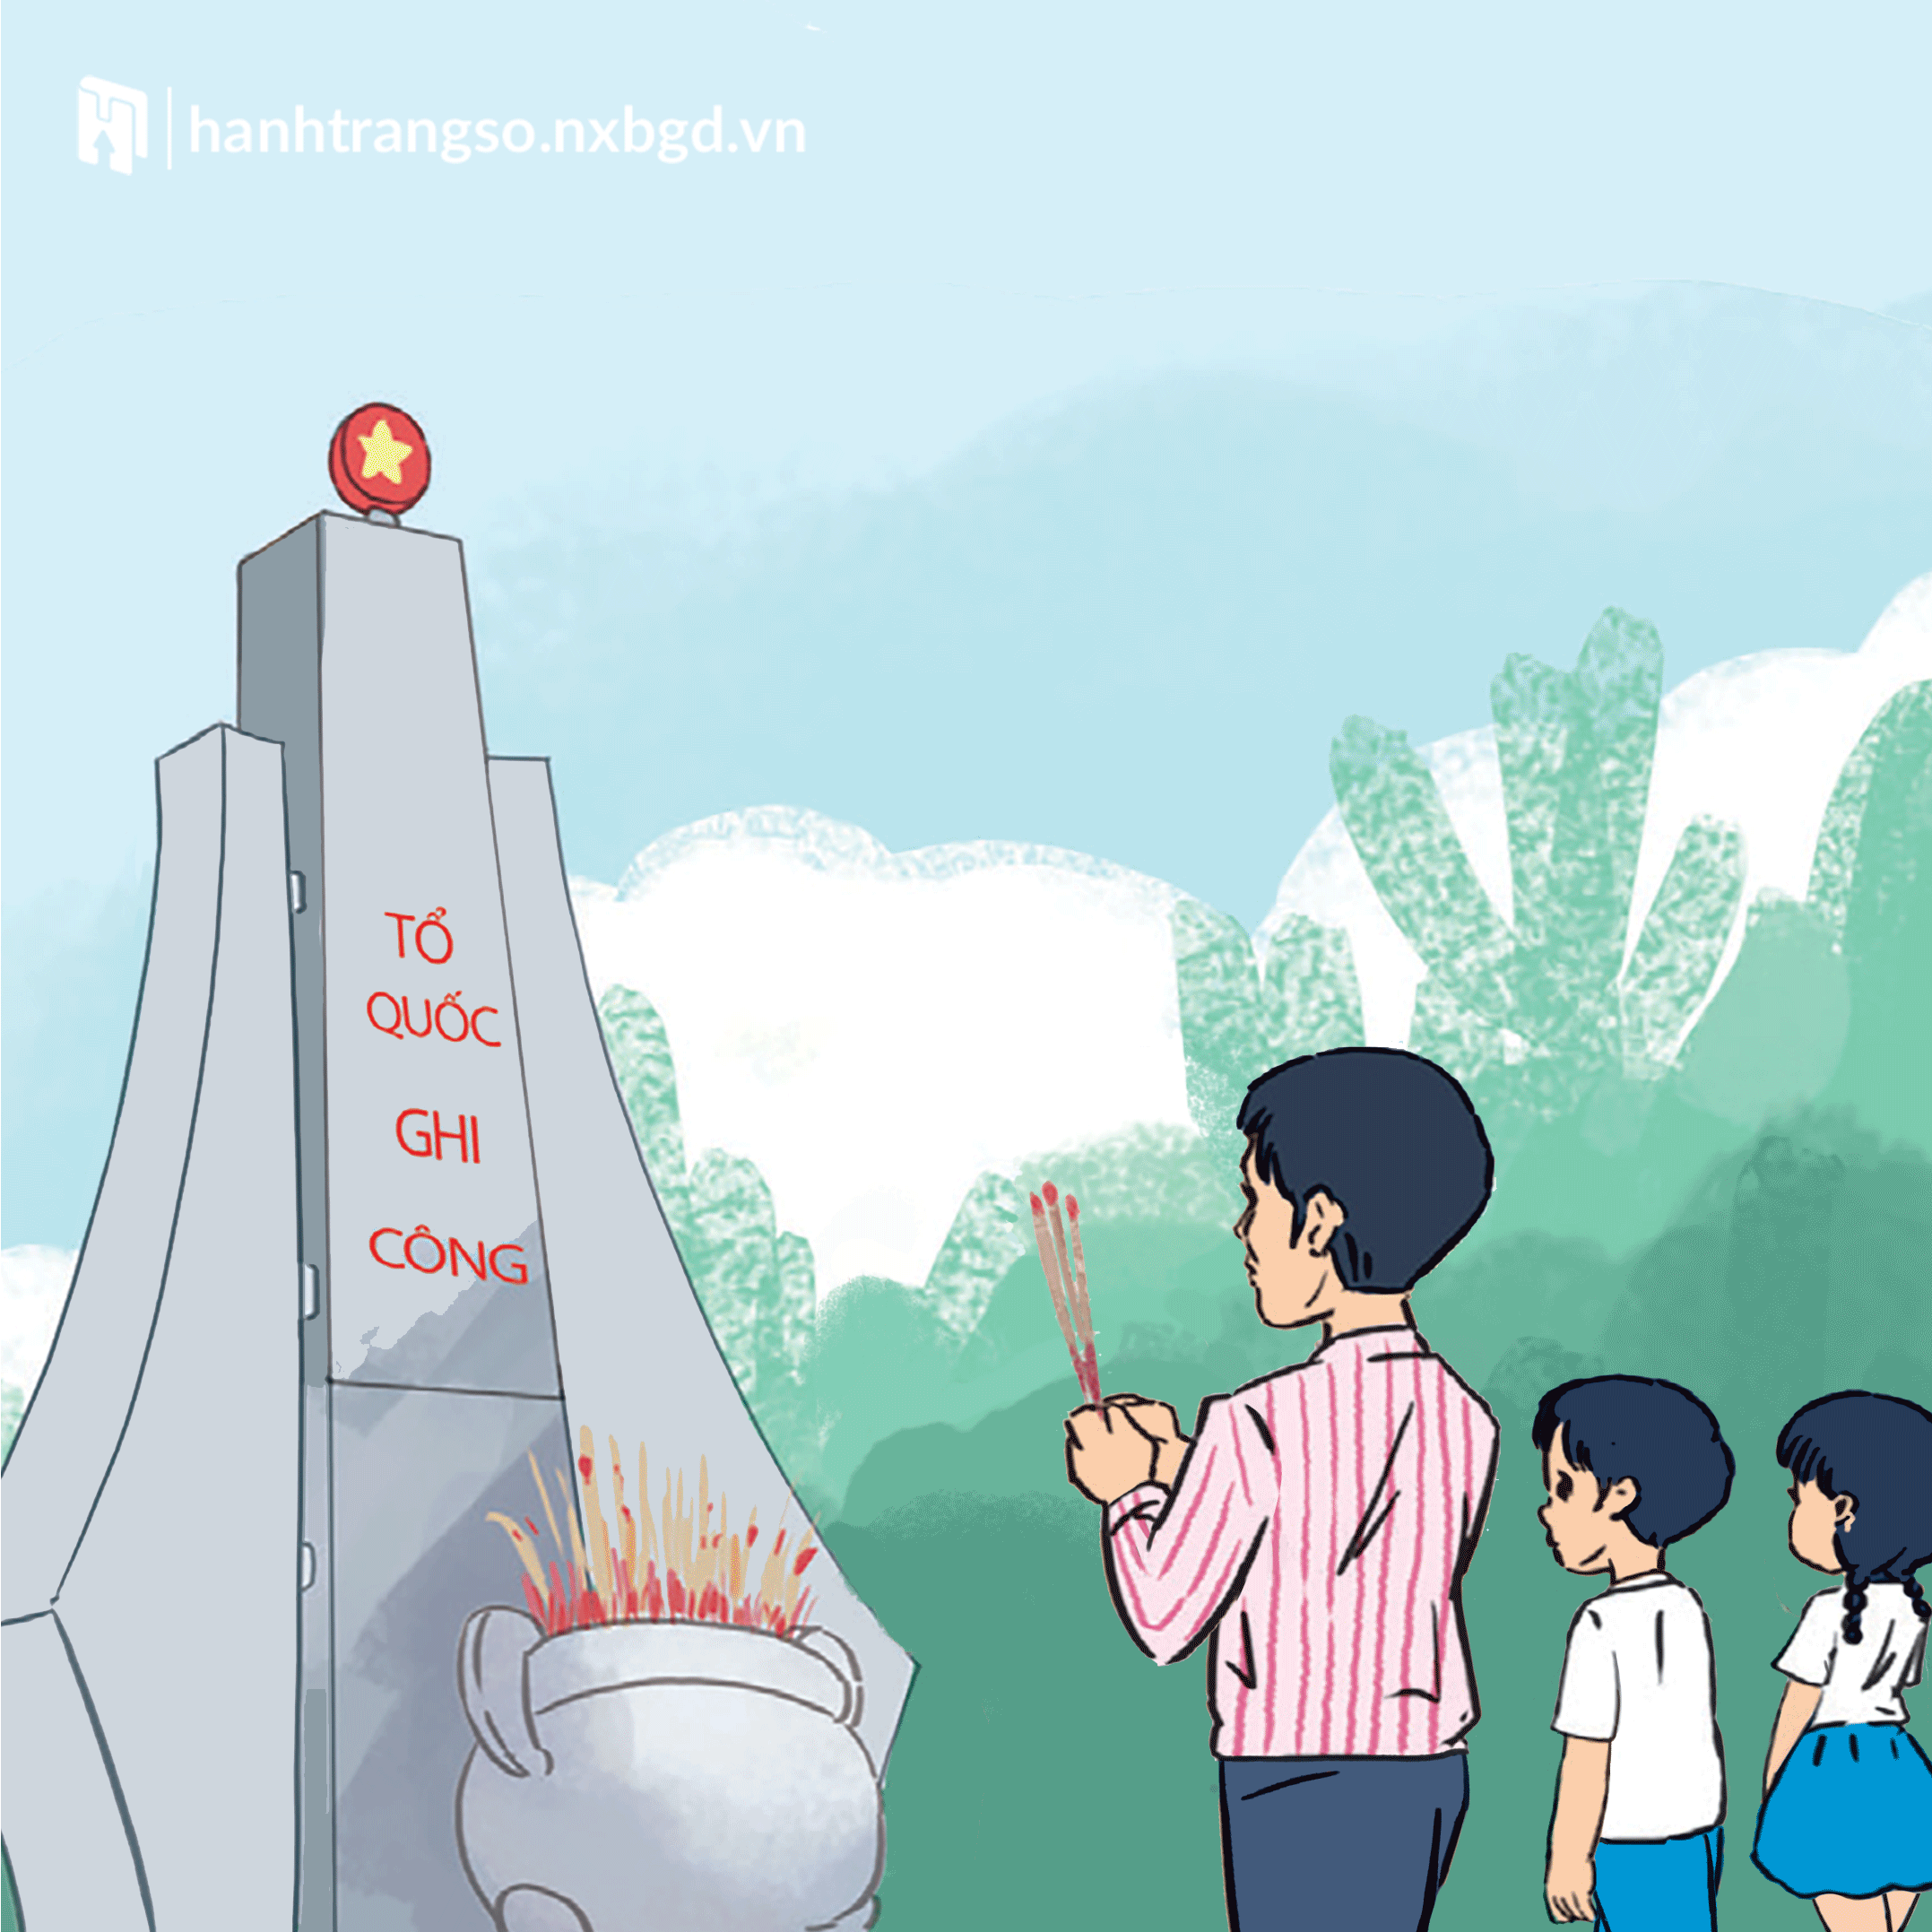 hanhtrangso.nxbgd.vn
TỔ
QUỐC
GHI
CÔNG